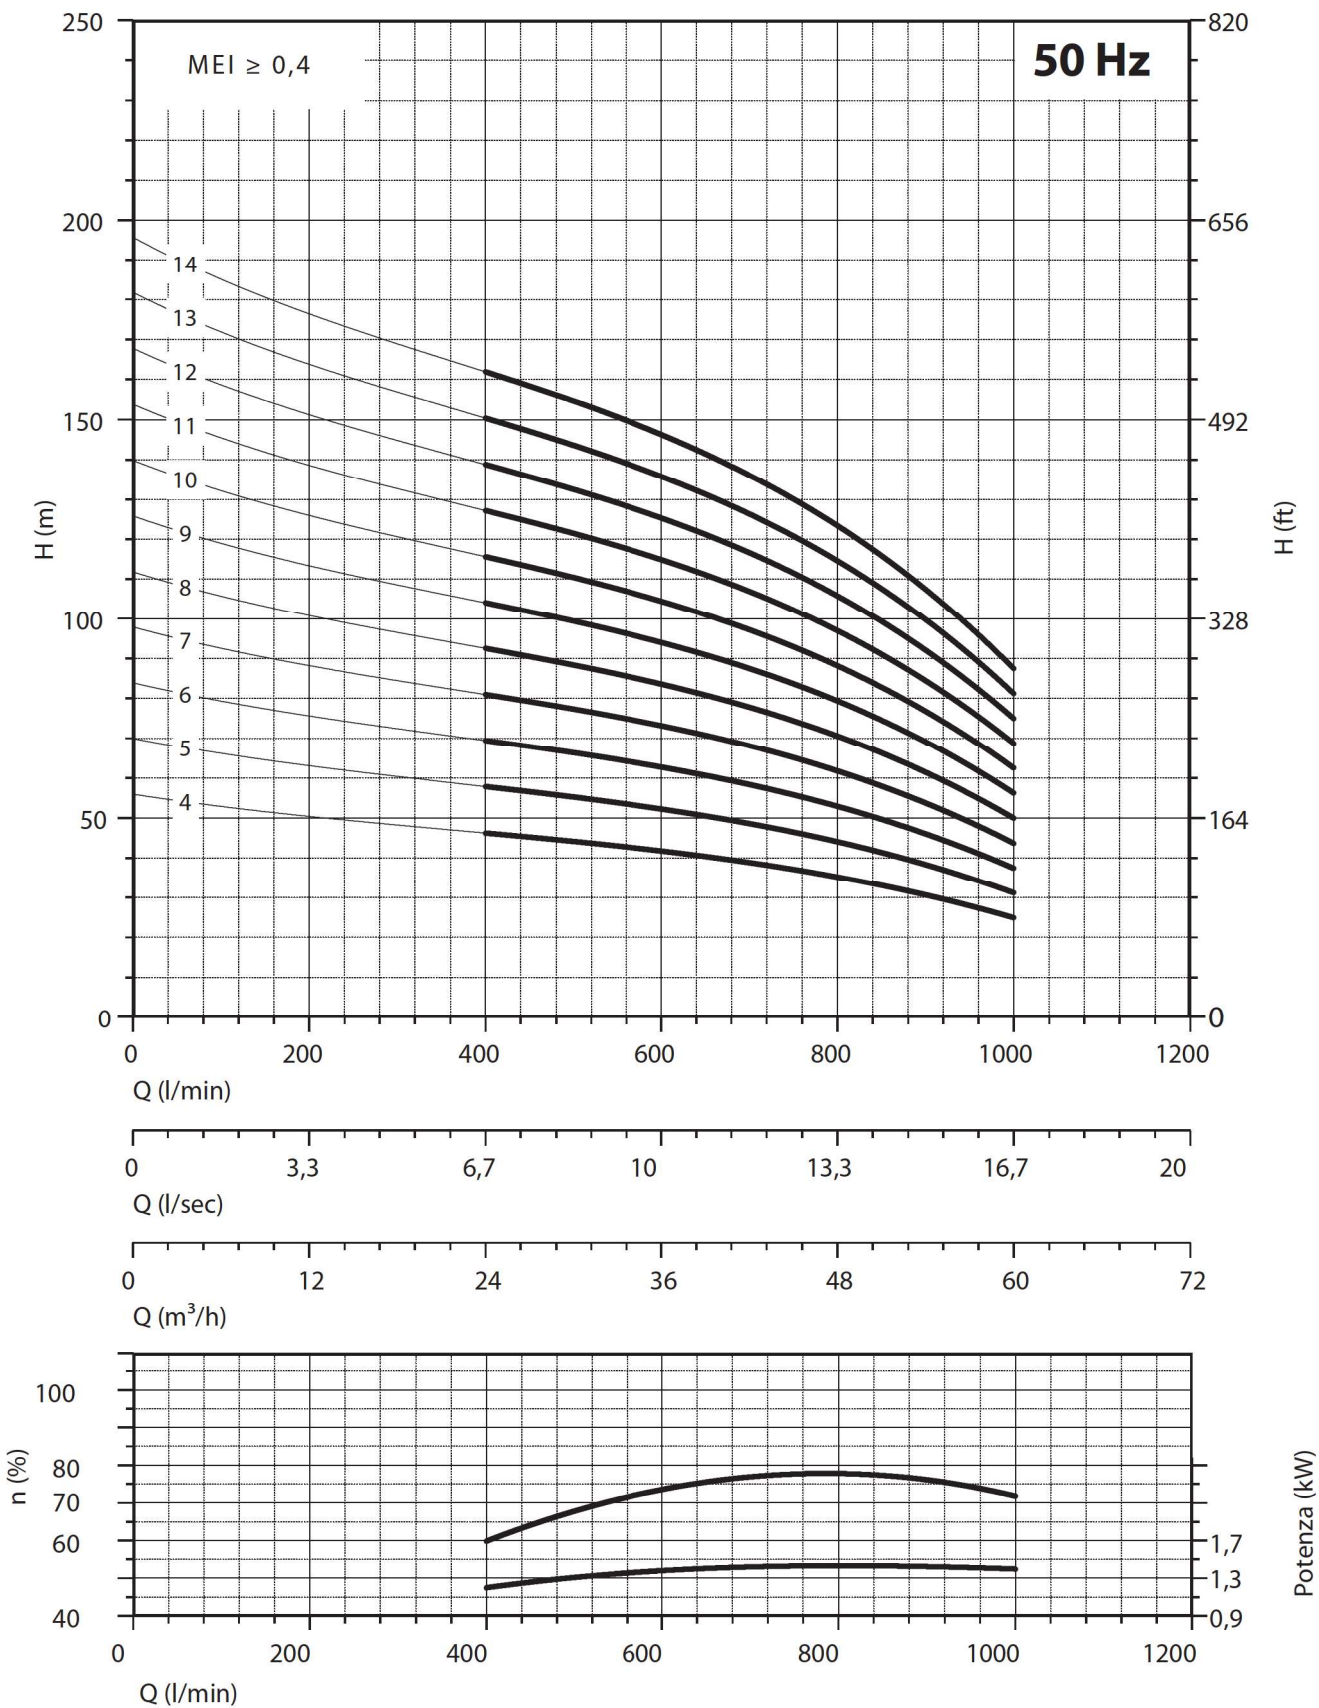 250
820
MEI ≥ 0,4
50 Hz
200
656
14
13
12
150
492
11
10
9
H (m)
H (ft)
8
100
328
7
6
5
4
50
164
0
0
0 200 400 600 800 1000 1200
Q (l/min)
0 3,3 6,7 10 13,3 16,7 20
Q (l/sec)
0 12 24 36 48 60 72
Q (m³/h)
100
80
70
60
40
n (%)
1,7
1,3
0,9
Potenza (kW)
0 200 400 600 800 1000 1200
Q (l/min)